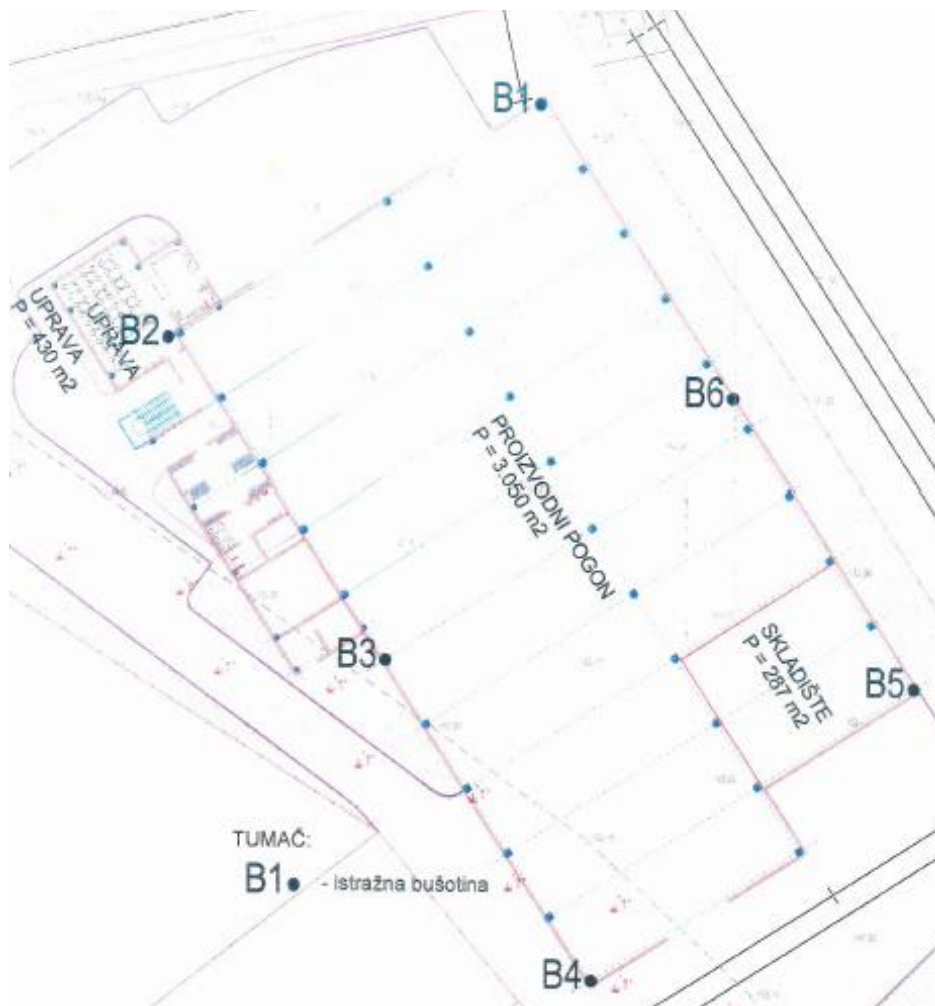 B1
B2
UPRAVA
P = 430 m2
UPRAVA
B6
PROIZVODNI POGON
P = 3.050 m2
B3
SKLADIŠTE
P = 287 m2
B5
TUMAČ:
B1 - istražna bušotina
B4